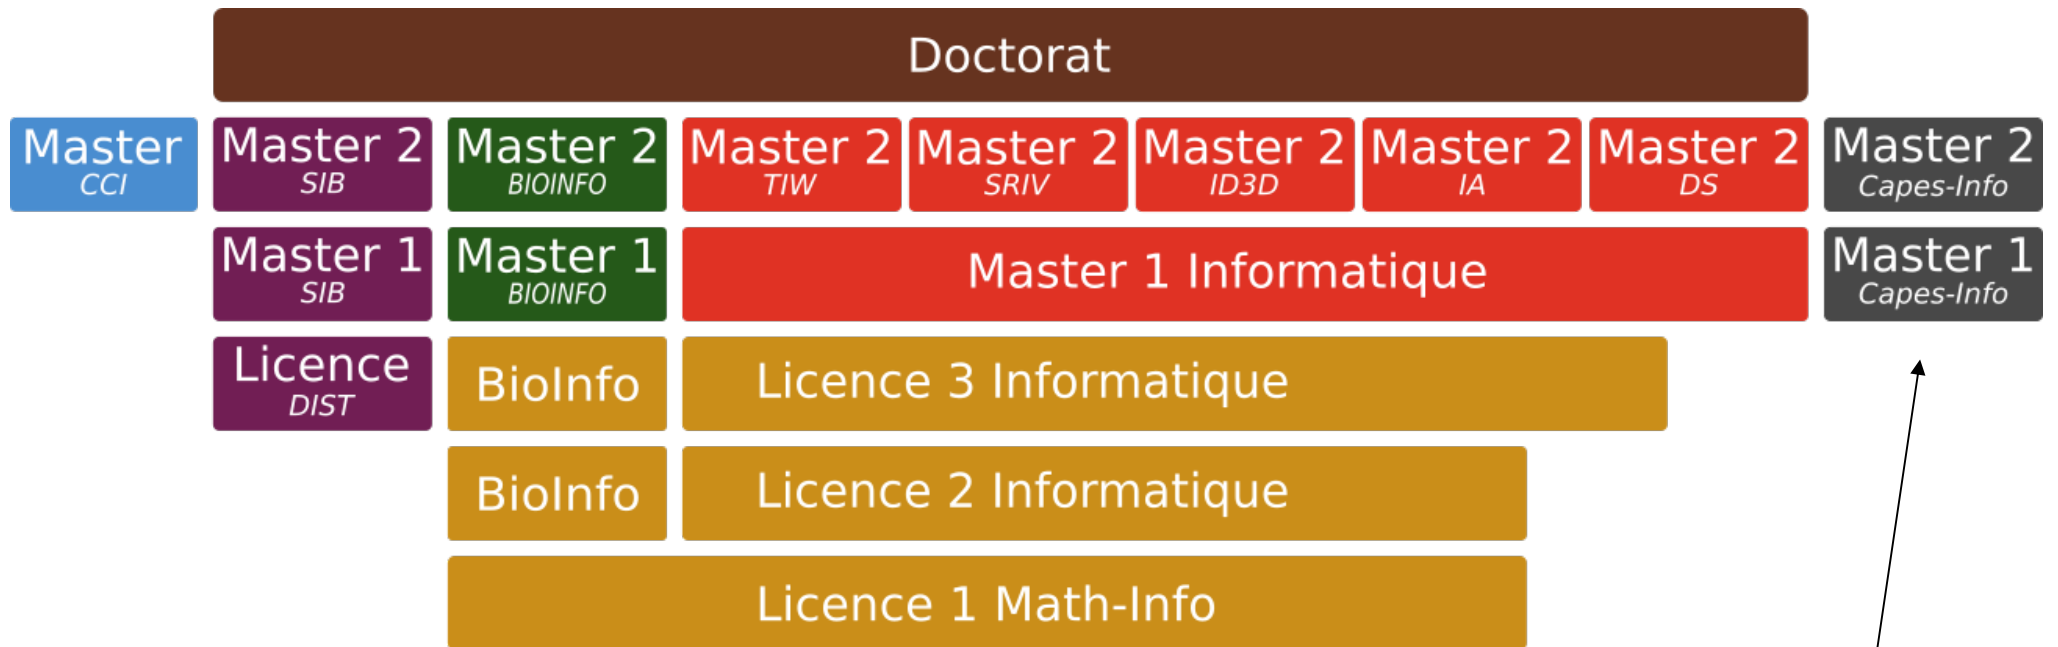 Doctorat
Master
CCI
Master 2
SIB
Master 2
BIOINFO
Master 2
TIW
Master 2
SRIV
Master 2
ID3D
Master 2
IA
Master 2
DS
Master 2
Capes-Info
Master 1
SIB
Master 1
BIOINFO
Master 1 Informatique
Master 1
Capes-Info
Licence
DIST
BioInfo
Licence 3 Informatique
BioInfo
Licence 2 Informatique
Licence 1 Math-Info